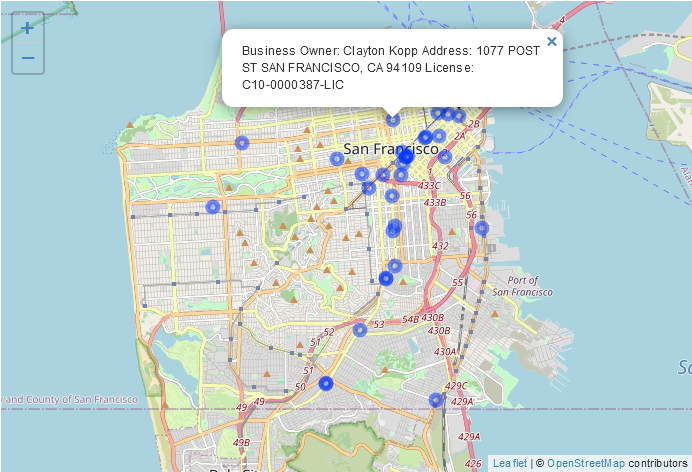 +
−
×
Business Owner: Clayton Kopp Address: 1077 POST
ST SAN FRANCISCO, CA 94109 License:
C10-0000387-LIC
2A
San Francisco
2B
433C
56
433B
56
432
55
Port of
San Francisco
54B
430B
53
430B
52
51
430A
51
50
429C
49
49
y and County of San Francisco
429A
49B
429A
426
Leaflet | © OpenStreetMap contributors